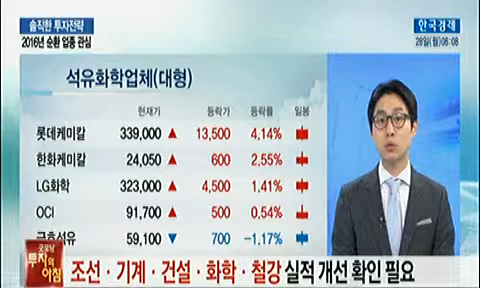 솔직한 투자전략
2016년 순환 업종 관심
한국경제
28일(월)08:08
석유화학업체(대형)
현재가 등락가 등락률 일봉
롯데케미칼 339,000 ▲ 13,500 4.14%
한화케미칼 24,050 ▲ 600 2.55%
LG화학 323,000 ▲ 4,500 1.41%
OCI 91,700 ▲ 500 0.54%
금호석유 59,100 ▼ 700 -1.17%
굿모닝
투자의
아침
조선·기계·건설·화학·철강 실적 개선 확인 필요